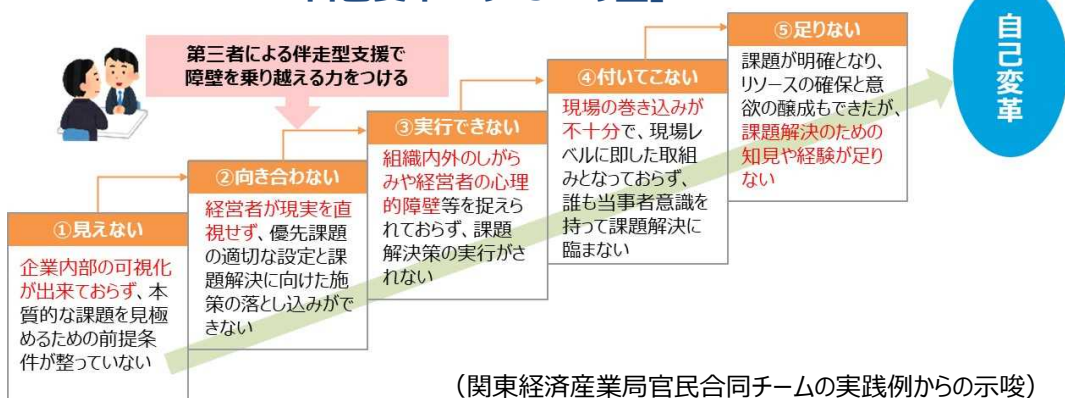 第三者による伴走型支援で
障壁を乗り越える力をつける
①見えない
企業内部の可視化
が出来ておらず、本
質的な課題を見極
めるための前提条
件が整っていない
②向き合わない
経営者が現実を直
視せず、優先課題
の適切な設定と課
題解決に向けた施
策の落とし込みがで
きない
③実行できない
組織内外のしがら
みや経営者の心理
的障壁等を捉えら
れておらず、課題
解決策の実行がさ
れない
④付いてこない
現場の巻き込みが
不十分で、現場レ
ベルに即した取組
みとなっておらず、
誰も当事者意識を
持って課題解決に
臨まない
⑤足りない
課題が明確となり、
リソースの確保と意
欲の醸成もできたが、
課題解決のための
知見や経験が足り
ない
自己変革
（関東経済産業局官民合同チームの実践例からの示唆）